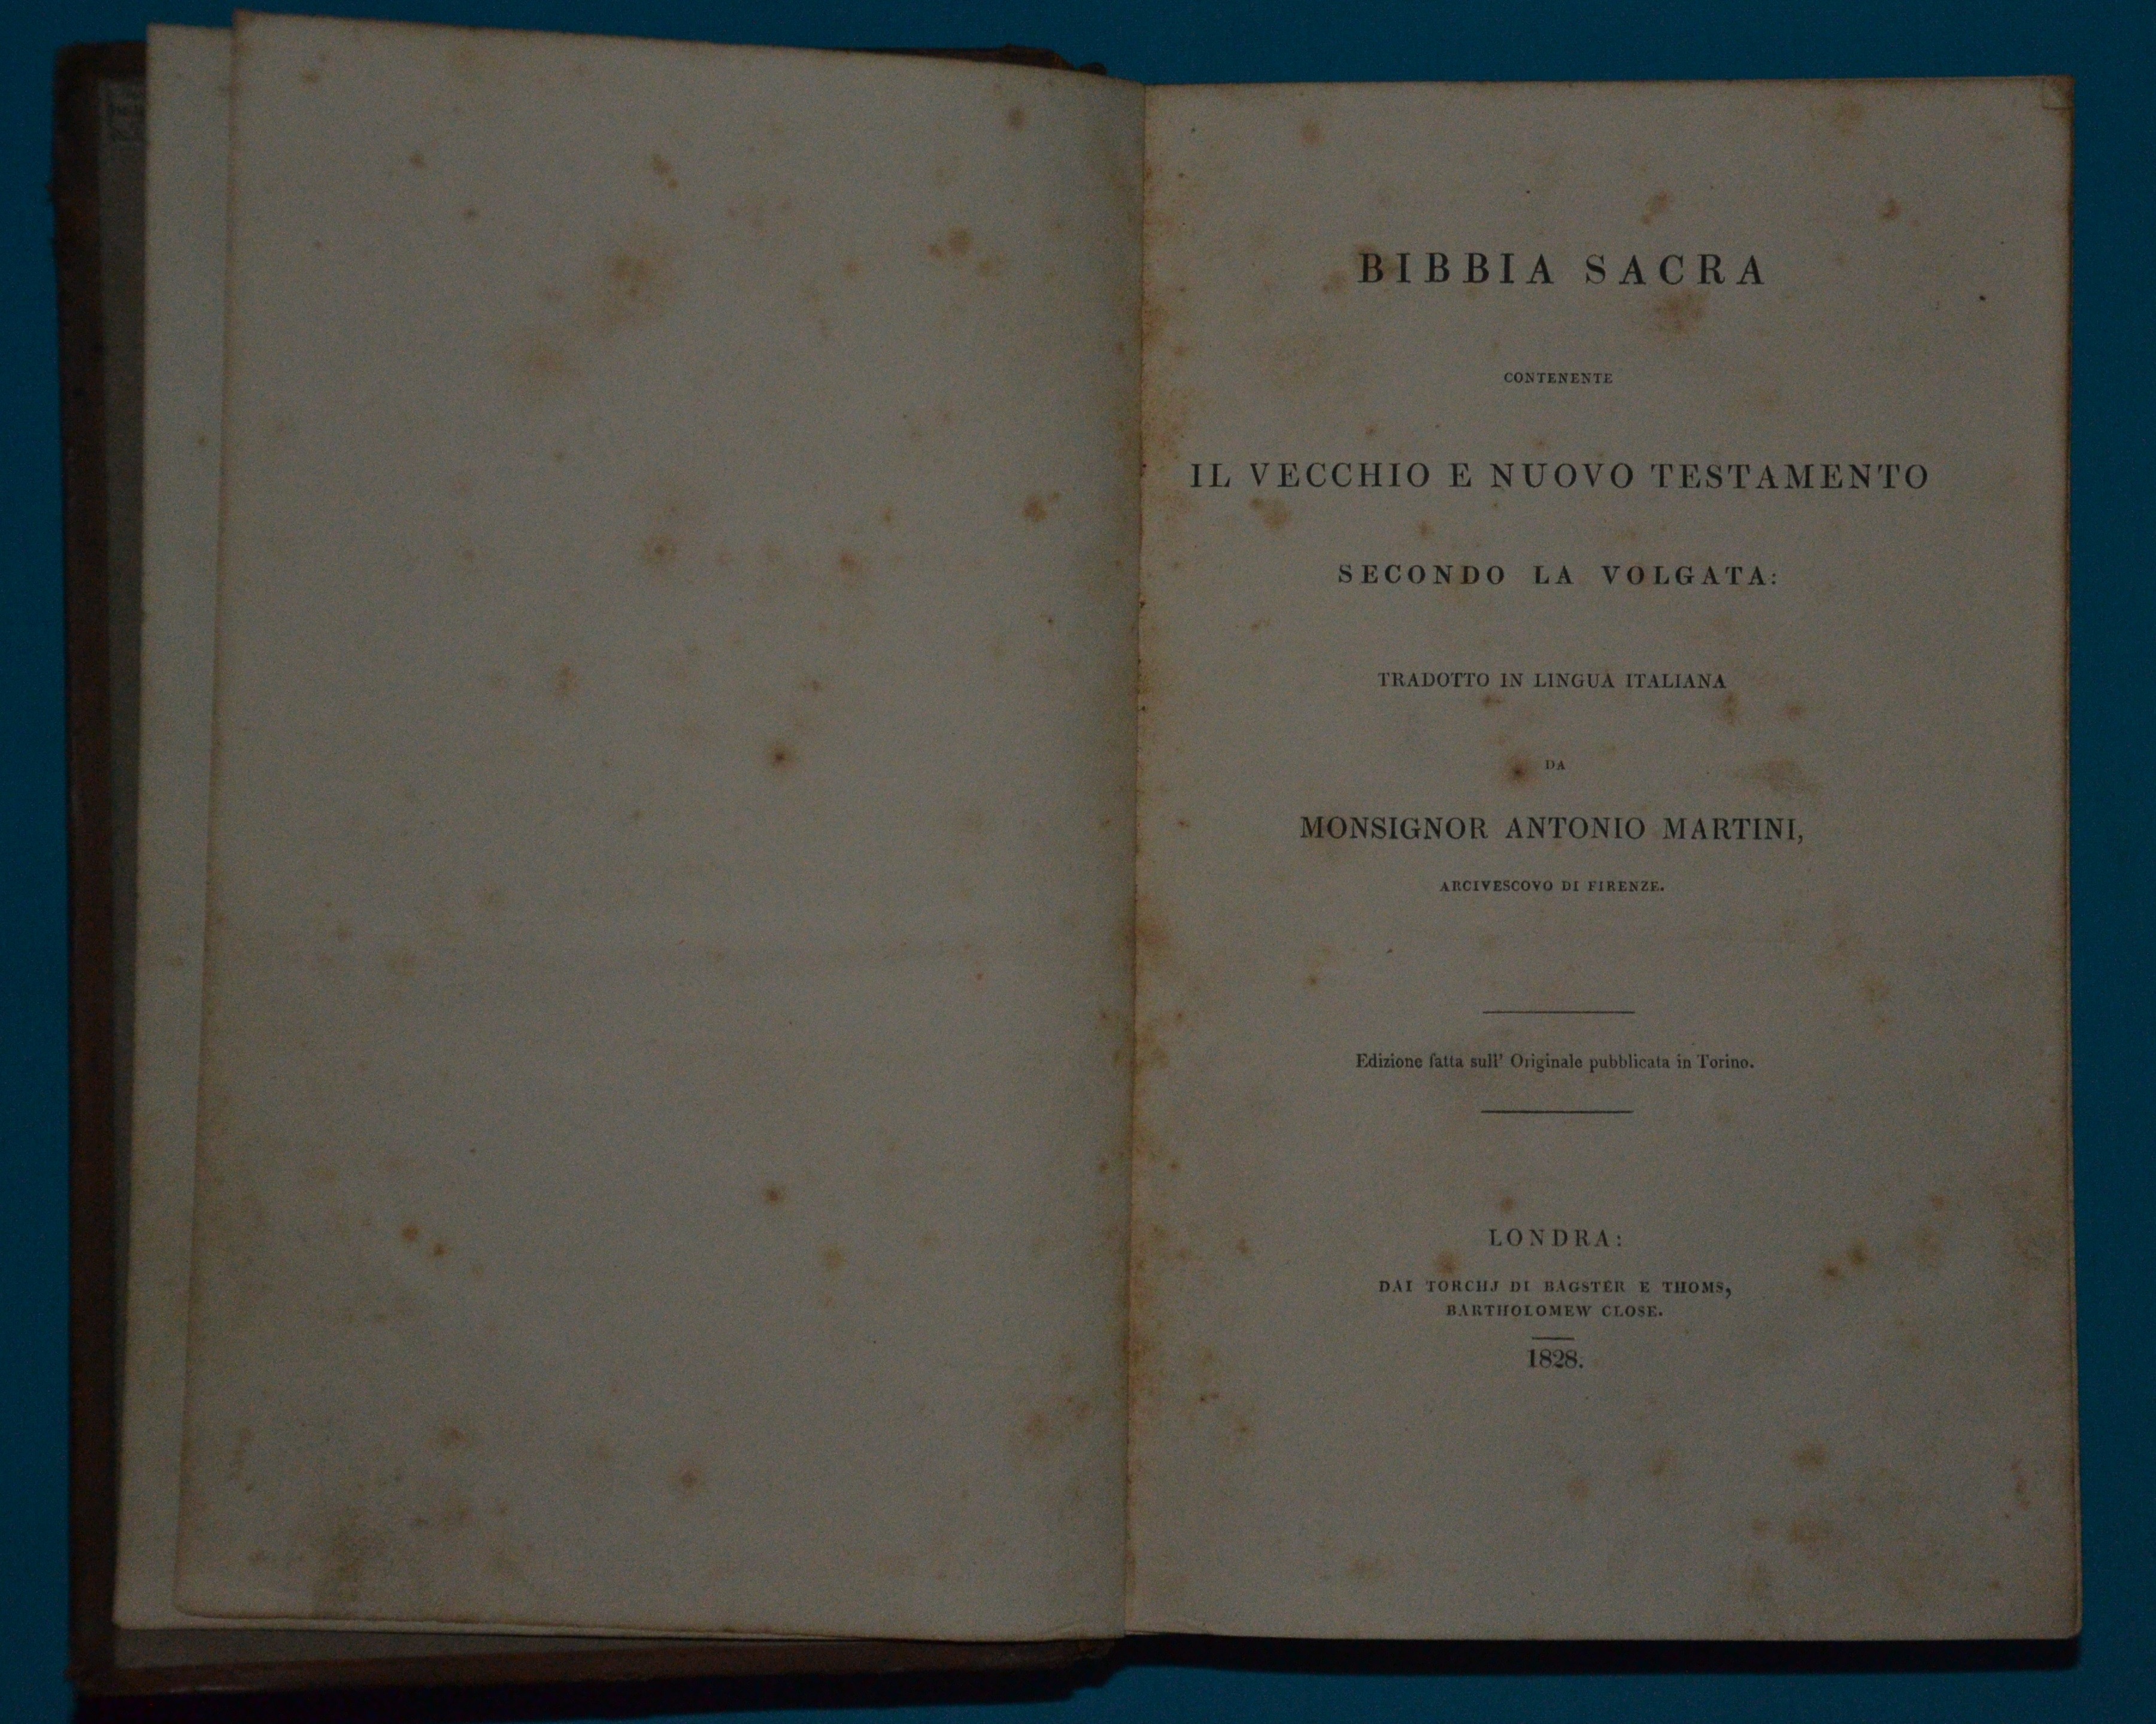 BIBBIA SACRA
CONTENENTE
IL VECCHIO E NUOVO TESTAMENTO
SECONDO LA VOLGATA:
TRADOTTO IN LINGUA ITALIANA
DA
MONSIGNOR ANTONIO MARTINI,
ARCIVESCOVO DI FIRENZE.
Edizione fatta sull' Originale pubblicata in Torino.
LONDRA:
DAI TORCHJ DI BAGSTER E THOMS,
BARTHOLOMEW CLOSE.
1828.